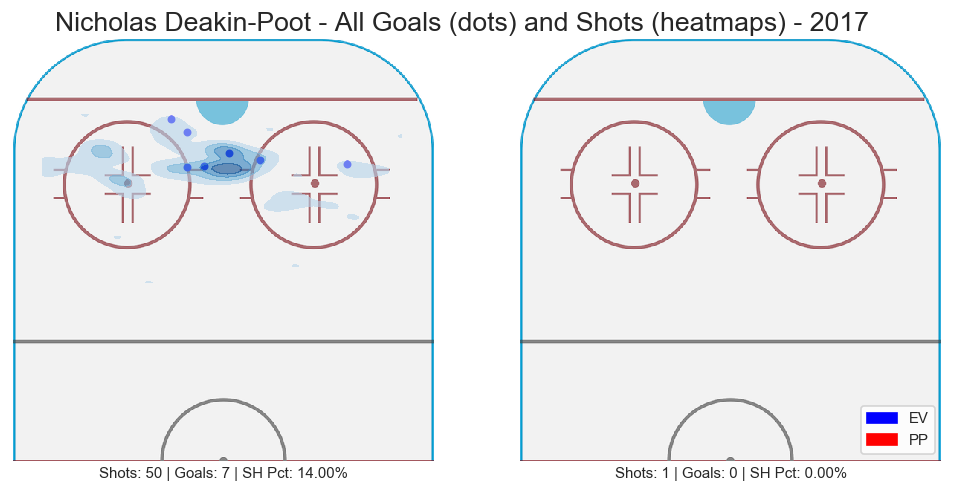 Nicholas Deakin-Poot - All Goals (dots) and Shots (heatmaps) - 2017
EV
PP
Shots: 50 | Goals: 7 | SH Pct: 14.00%
Shots: 1 | Goals: 0 | SH Pct: 0.00%